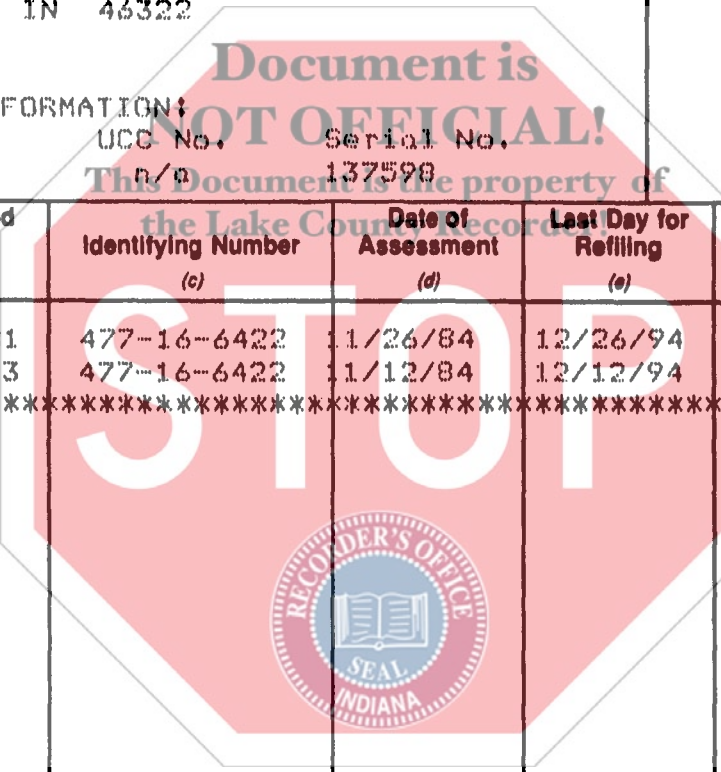 IN 46322
Document is
NOT OFFICIAL!
This Document is the property of
the Lake County Recorder!
FORMATION:
UCC No. Serial No.
n/a 137598
d Identifying Number Date of Assessment Last Day for Refiling
(c) (d) (e)
1 477-16-6422 11/26/84 12/26/94
3 477-16-6422 11/12/84 12/12/94
*******************************************
STOP
RECORDER'S OFFICE
SEAL
INDIANA